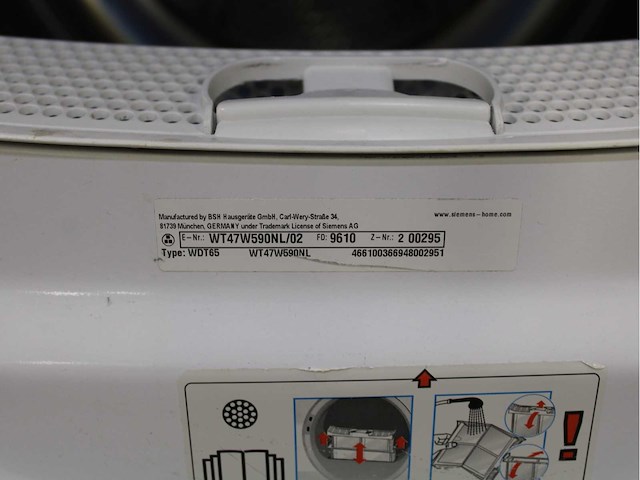 Manufactured by BSH Hausgeräte GmbH, Carl-Wery-Straße 34,
81739 München, GERMANY under Trademark License of Siemens AG
www.siemens-home.com
E-Nr.: WT47W590NL/02 FD: 9610 Z-Nr.: 2 00295
Type: WDT65 WT47W590NL 466100366948002951